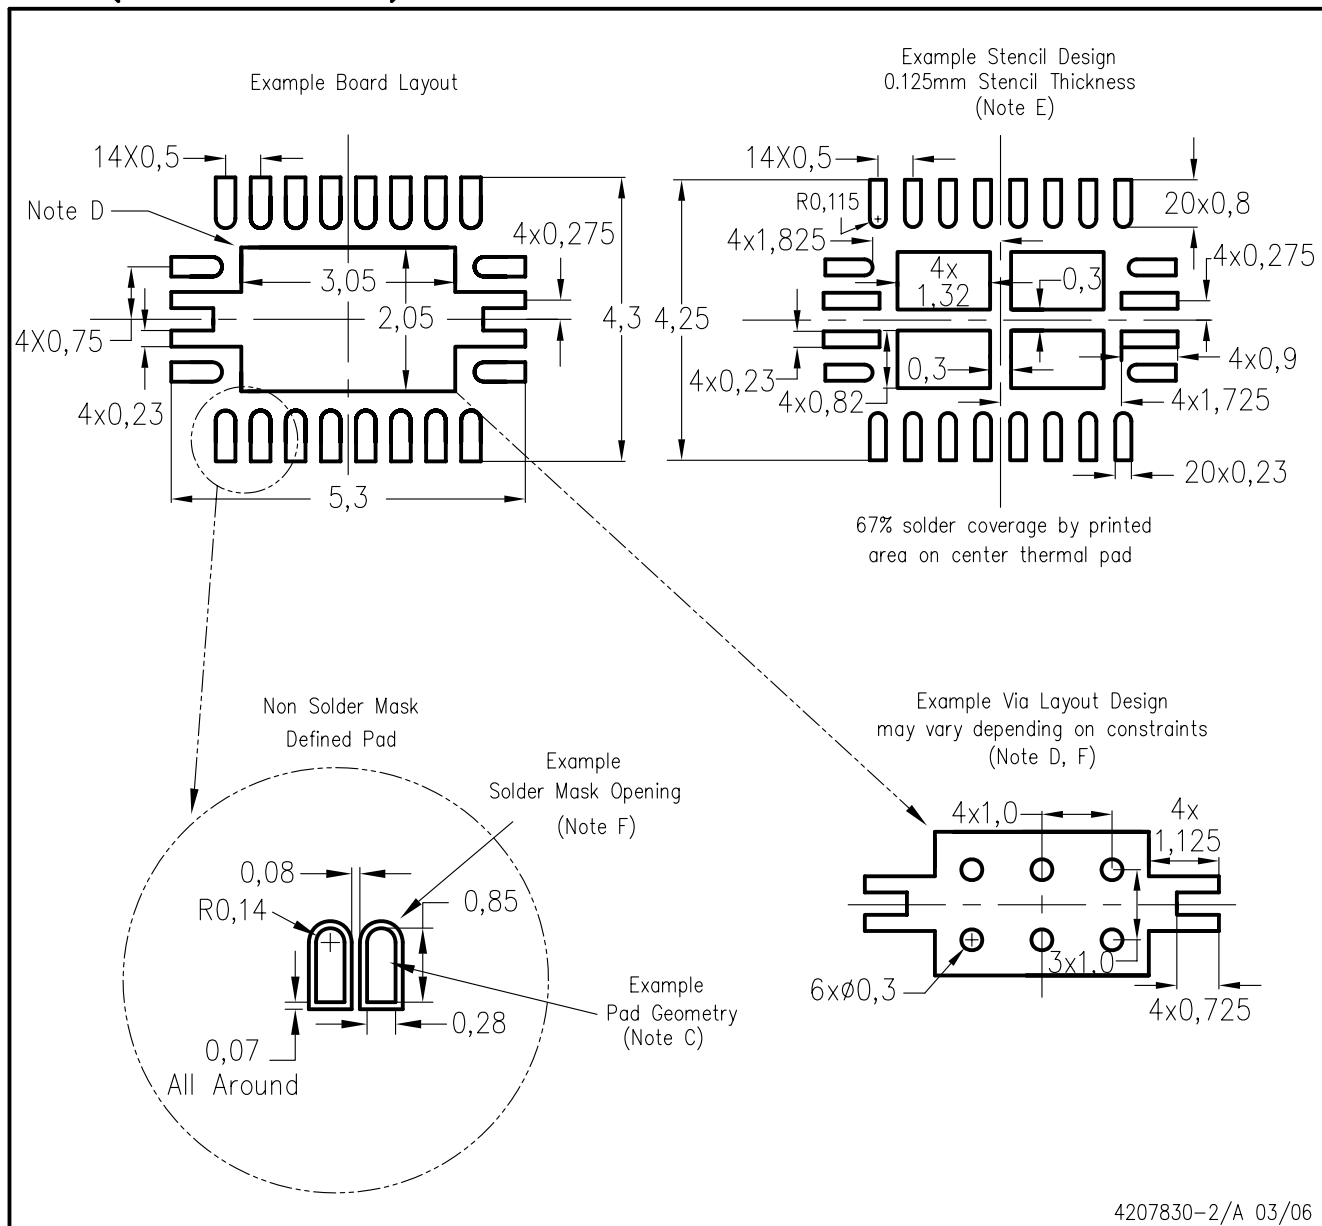 Example Board Layout
14X0,5
Note D
4x0,275
3,05
2,05
4,3
4X0,75
4x0,23
5,3
Example Stencil Design
0.125mm Stencil Thickness
(Note E)
14X0,5
R0,115
20x0,8
4x1,825
4x0,275
4x
1,32
0,3
4,25
0,3
4x0,9
4x0,23
4x0,82
4x1,725
20x0,23
67% solder coverage by printed
area on center thermal pad
Non Solder Mask
Defined Pad
Example
Solder Mask Opening
(Note F)
0,08
R0,14
0,85
Example
Pad Geometry
(Note C)
0,28
0,07
All Around
Example Via Layout Design
may vary depending on constraints
(Note D, F)
4x1,0
4x
1,125
3x1,0
6xø0,3
4x0,725
4207830-2/A 03/06